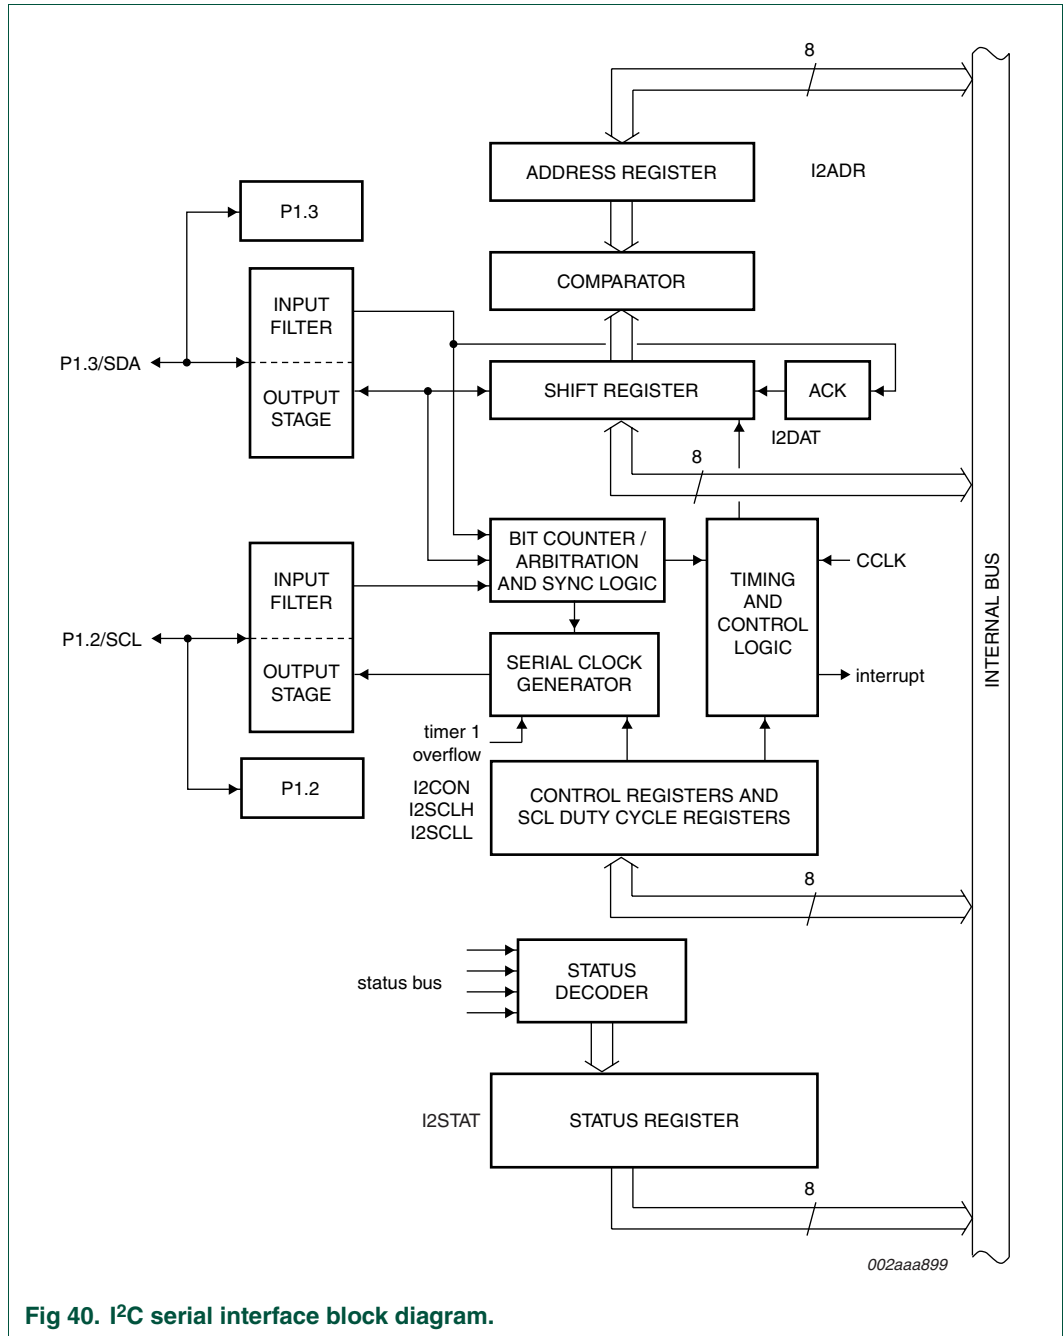 8
ADDRESS REGISTER
I2ADR
P1.3
COMPARATOR
INPUT
FILTER
P1.3/SDA
OUTPUT
STAGE
SHIFT REGISTER
ACK
I2DAT
8
BIT COUNTER /
ARBITRATION
AND SYNC LOGIC
INPUT
FILTER
TIMING
AND
CONTROL
LOGIC
CCLK
INTERNAL BUS
P1.2/SCL
OUTPUT
STAGE
SERIAL CLOCK
GENERATOR
interrupt
timer 1
overflow
P1.2
I2CON
I2SCLH
I2SCLL
CONTROL REGISTERS AND
SCL DUTY CYCLE REGISTERS
8
status bus
STATUS
DECODER
I2STAT
STATUS REGISTER
8
002aaa899
Fig 40. I²C serial interface block diagram.